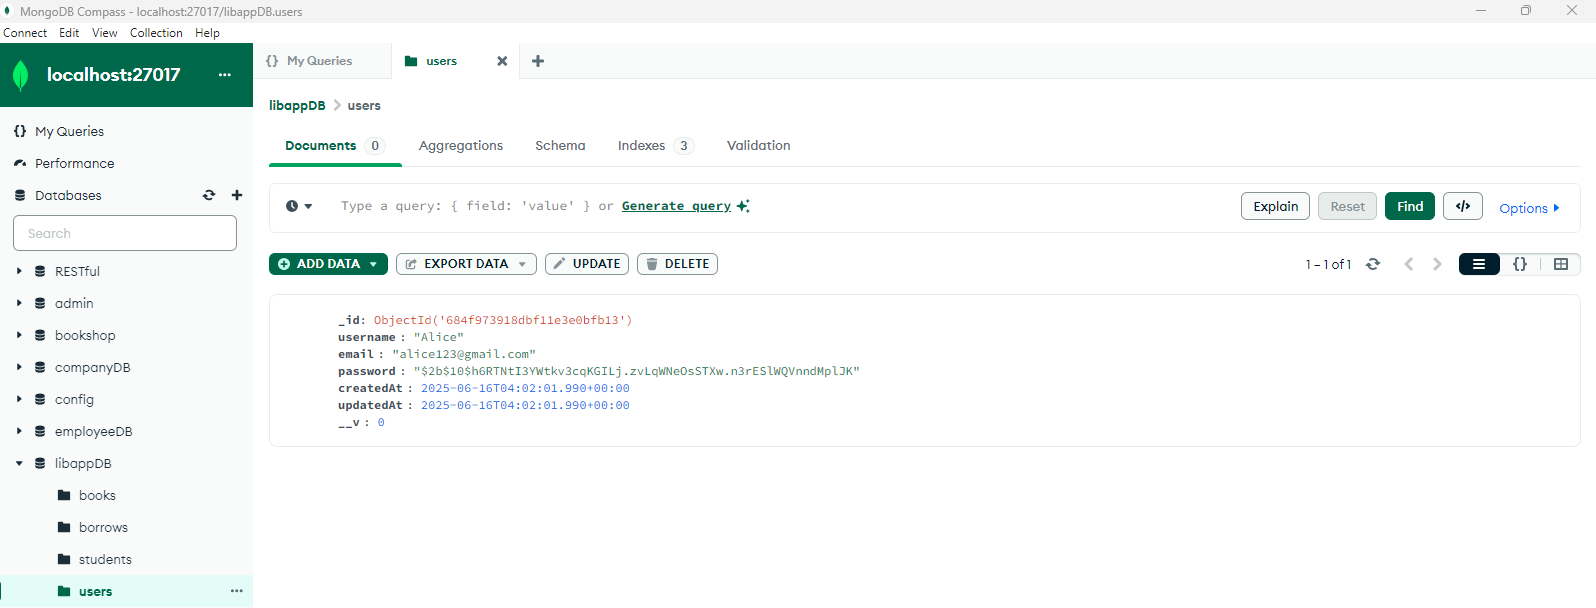 MongoDB Compass - localhost:27017/libappDB.users
Connect Edit View Collection Help
localhost:27017 ...
{} My Queries
users
{} My Queries
Performance
Databases
Search
RESTful
admin
bookshop
companyDB
config
employeeDB
libappDB
books
borrows
students
users ...
libappDB > users
Documents 0 Aggregations Schema Indexes 3 Validation
Type a query: { field: 'value' } or Generate query
Explain Reset Find </> Options
ADD DATA EXPORT DATA UPDATE DELETE
1 – 1 of 1 {}
_id: ObjectId('684f973918dbf11e3e0bfb13')
username : "Alice"
email : "alice123@gmail.com"
password : "$2b$10$h6RTNtI3YWtkv3cqKGILj.zvLqWNeOsSTXw.n3rESlWQVnndMplJK"
createdAt : 2025-06-16T04:02:01.990+00:00
updatedAt : 2025-06-16T04:02:01.990+00:00
__v : 0